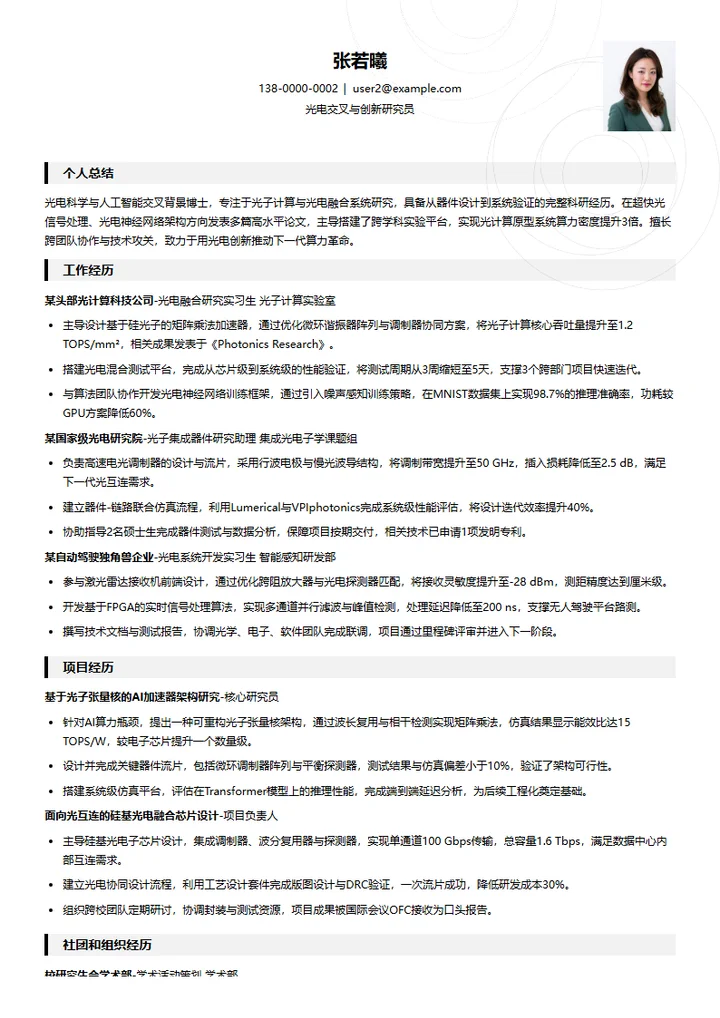 张若曦
138-0000-0002 | user2@example.com
光电交叉与创新研究员
个人总结
光电科学与人工智能交叉背景博士，专注于光子计算与光电融合系统研究，具备从器件设计到系统验证的完整科研经历。在超快光
信号处理、光电神经网络架构方向发表多篇高水平论文，主导搭建了跨学科实验平台，实现光计算原型系统算力密度提升3倍。擅长
跨团队协作与技术攻关，致力于用光电创新推动下一代算力革命。
工作经历
某头部光计算科技公司-光电融合研究实习生 光子计算实验室
• 主导设计基于硅光子的矩阵乘法加速器，通过优化微环谐振器阵列与调制器协同方案，将光子计算核心吞吐量提升至1.2
TOPS/mm²，相关成果发表于《Photonics Research》。
• 搭建光电混合测试平台，完成从芯片级到系统级的性能验证，将测试周期从3周缩短至5天，支撑3个跨部门项目快速迭代。
• 与算法团队协作开发光电神经网络训练框架，通过引入噪声感知训练策略，在MNIST数据集上实现98.7%的推理准确率，功耗较
GPU方案降低60%。
某国家级光电研究院-光子集成器件研究助理 集成光电子学课题组
• 负责高速电光调制器的设计与流片，采用行波电极与慢光波导结构，将调制带宽提升至50 GHz，插入损耗降低至2.5 dB，满足
下一代光互连需求。
• 建立器件-链路联合仿真流程，利用Lumerical与VPIphotonics完成系统级性能评估，将设计迭代效率提升40%。
• 协助指导2名硕士生完成器件测试与数据分析，保障项目按期交付，相关技术已申请1项发明专利。
某自动驾驶独角兽企业-光电系统开发实习生 智能感知研发部
• 参与激光雷达接收机前端设计，通过优化跨阻放大器与光电探测器匹配，将接收灵敏度提升至-28 dBm，测距精度达到厘米级。
• 开发基于FPGA的实时信号处理算法，实现多通道并行滤波与峰值检测，处理延迟降低至200 ns，支撑无人驾驶平台路测。
• 撰写技术文档与测试报告，协调光学、电子、软件团队完成联调，项目通过里程碑评审并进入下一阶段。
项目经历
基于光子张量核的AI加速器架构研究-核心研究员
• 针对AI算力瓶颈，提出一种可重构光子张量核架构，通过波长复用与相干检测实现矩阵乘法，仿真结果显示能效比达15
TOPS/W，较电子芯片提升一个数量级。
• 设计并完成关键器件流片，包括微环调制器阵列与平衡探测器，测试结果与仿真偏差小于10%，验证了架构可行性。
• 搭建系统级仿真平台，评估在Transformer模型上的推理性能，完成端到端延迟分析，为后续工程化奠定基础。
面向光互连的硅基光电融合芯片设计-项目负责人
• 主导硅基光电子芯片设计，集成调制器、波分复用器与探测器，实现单通道100 Gbps传输，总容量1.6 Tbps，满足数据中心内
部互连需求。
• 建立光电协同设计流程，利用工艺设计套件完成版图设计与DRC验证，一次流片成功，降低研发成本30%。
• 组织跨校团队定期研讨，协调封装与测试资源，项目成果被国际会议OFC接收为口头报告。
社团和组织经历
校研究生会学术部-学术活动策划 学术部